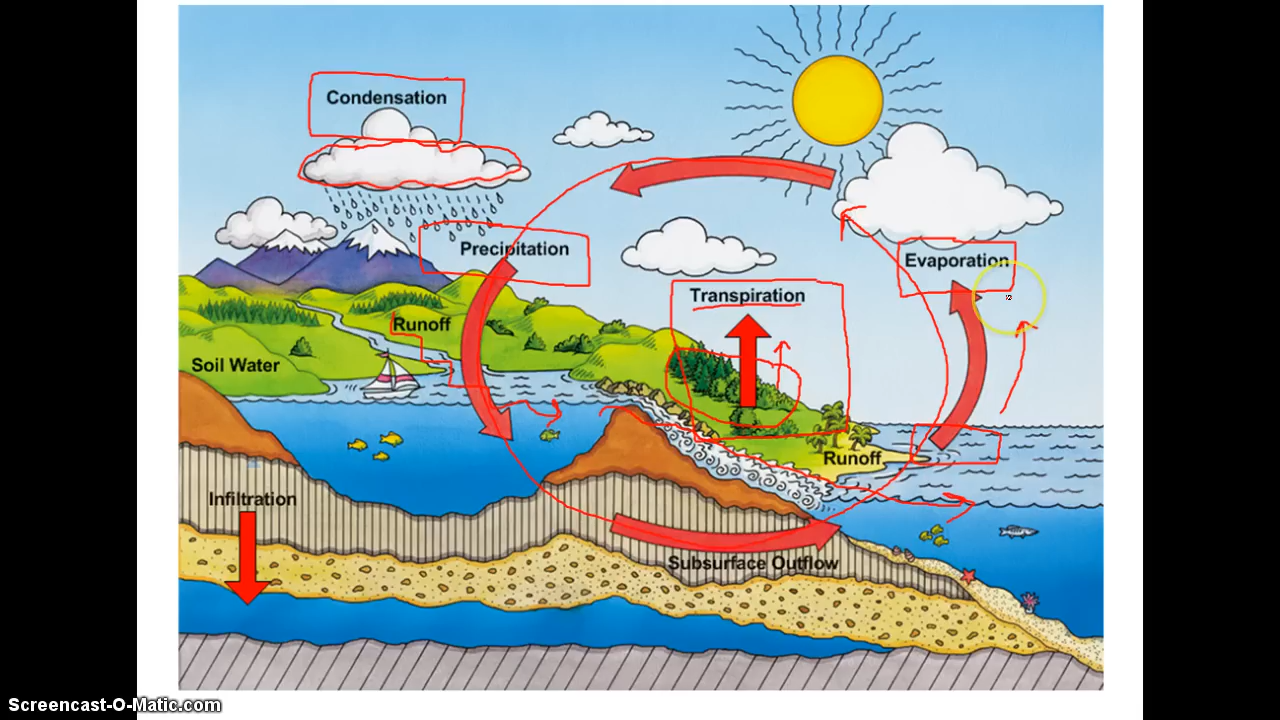 Condensation
Precipitation
Evaporation
Transpiration
Runoff
Soil Water
Runoff
Infiltration
Subsurface Outflow
Screencast-O-Matic.com